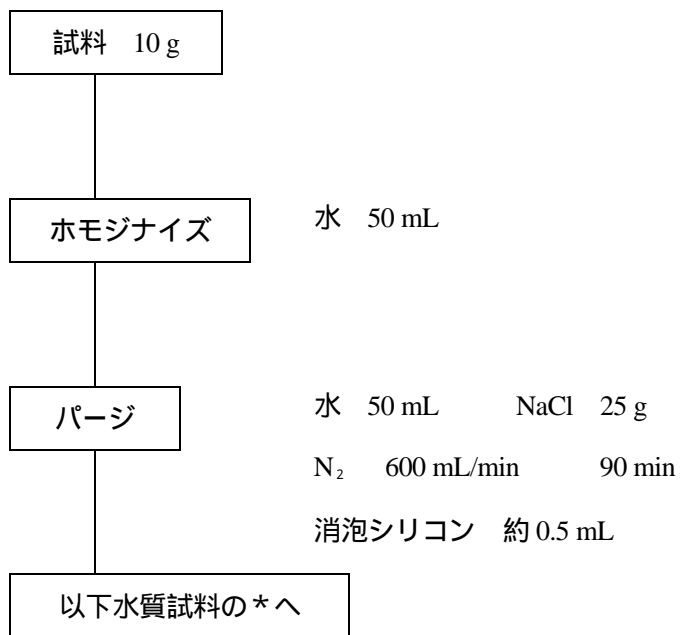 試料　10 g
ホモジナイズ　水　50 mL
パージ　水　50 mL　NaCl　25 g
N₂　600 mL/min　90 min
消泡シリコン　約 0.5 mL
以下水質試料の＊へ